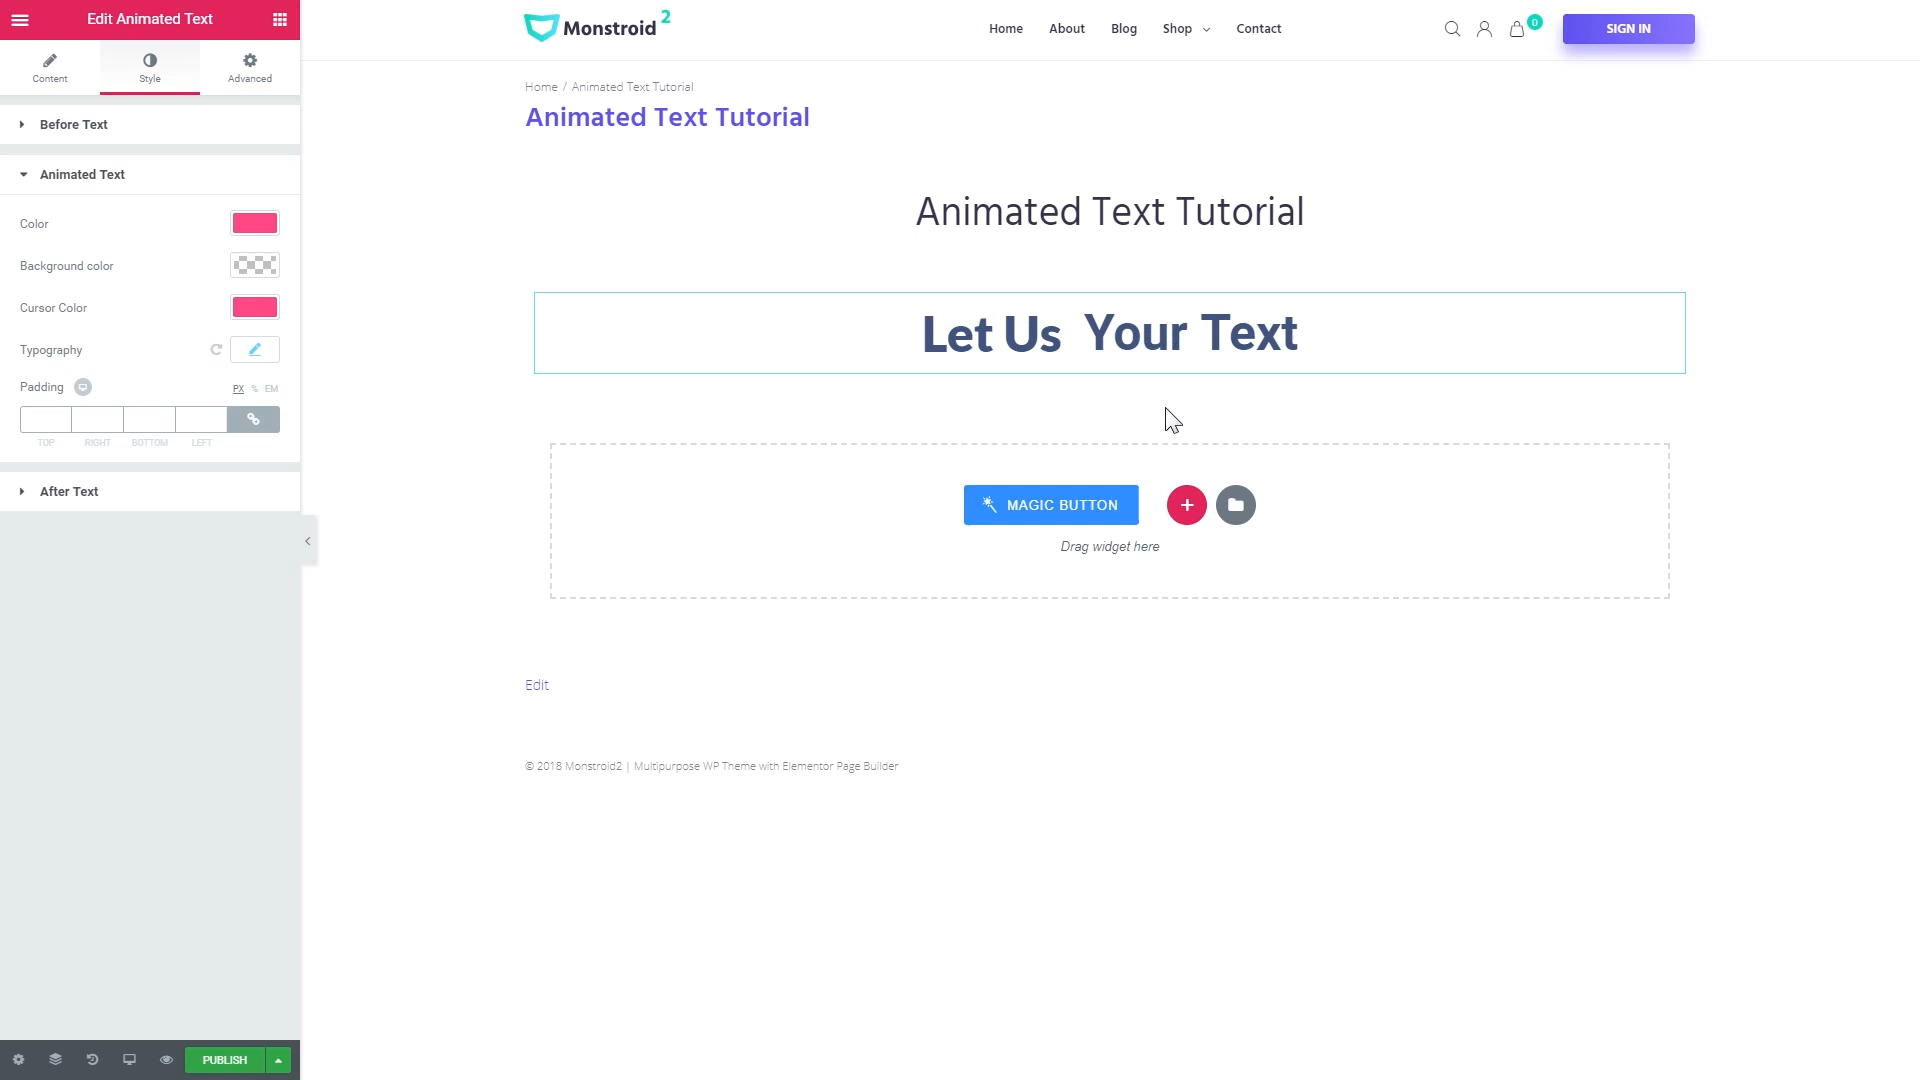 Edit Animated Text
Content
Style
Advanced
Before Text
Animated Text
Color
Background color
Cursor Color
Typography
Padding
PX % EM
TOP RIGHT BOTTOM LEFT
After Text
PUBLISH
Monstroid 2
Home About Blog Shop Contact
0
SIGN IN
Home / Animated Text Tutorial
Animated Text Tutorial
Animated Text Tutorial
Let Us Your Text
MAGIC BUTTON
Drag widget here
Edit
© 2018 Monstroid2 | Multipurpose WP Theme with Elementor Page Builder